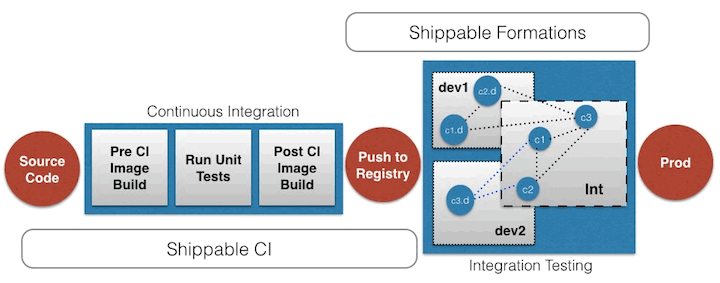 Shippable Formations
Continuous Integration
Source
Code
Pre CI
Image
Build
Run Unit
Tests
Post CI
Image
Build
Push to
Registry
dev1
c2.d
c1.d
c3
c1
c3.d
c2
Int
dev2
Prod
Shippable CI
Integration Testing